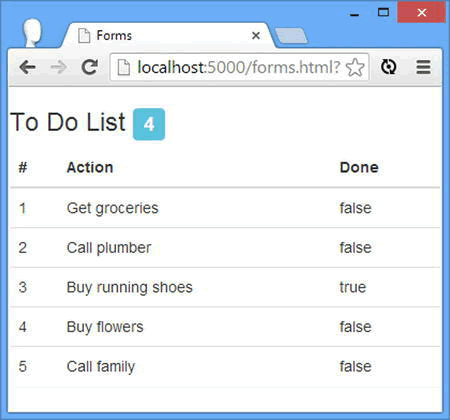 Forms
localhost:5000/forms.html?
To Do List 4
# Action Done
1 Get groceries false
2 Call plumber false
3 Buy running shoes true
4 Buy flowers false
5 Call family false